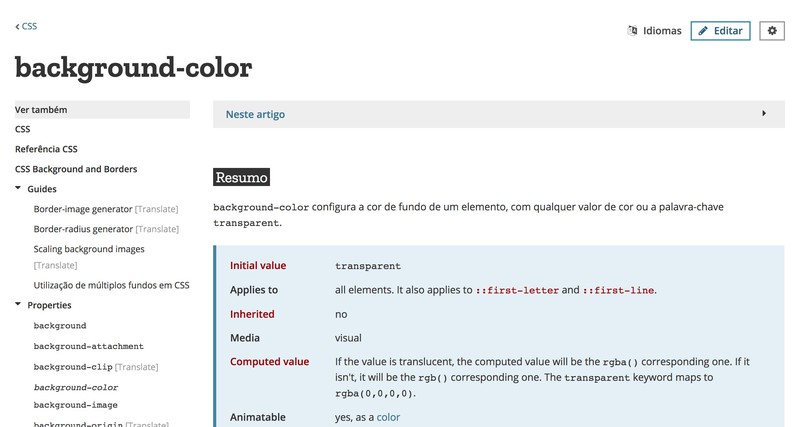 CSS
Idiomas
Editar
background-color
Ver também
CSS
Referência CSS
CSS Background and Borders
Guides
Border-image generator [Translate]
Border-radius generator [Translate]
Scaling background images
[Translate]
Utilização de múltiplos fundos em CSS
Properties
background
background-attachment
background-clip [Translate]
background-color
background-image
background-origin [Translate]
Neste artigo
Resumo
background-color configura a cor de fundo de um elemento, com qualquer valor de cor ou a palavra-chave
transparent.
Initial value transparent
Applies to all elements. It also applies to ::first-letter and ::first-line.
Inherited no
Media visual
Computed value If the value is translucent, the computed value will be the rgba() corresponding one. If it
isn't, it will be the rgb() corresponding one. The transparent keyword maps to
rgba(0,0,0,0).
Animatable yes, as a color